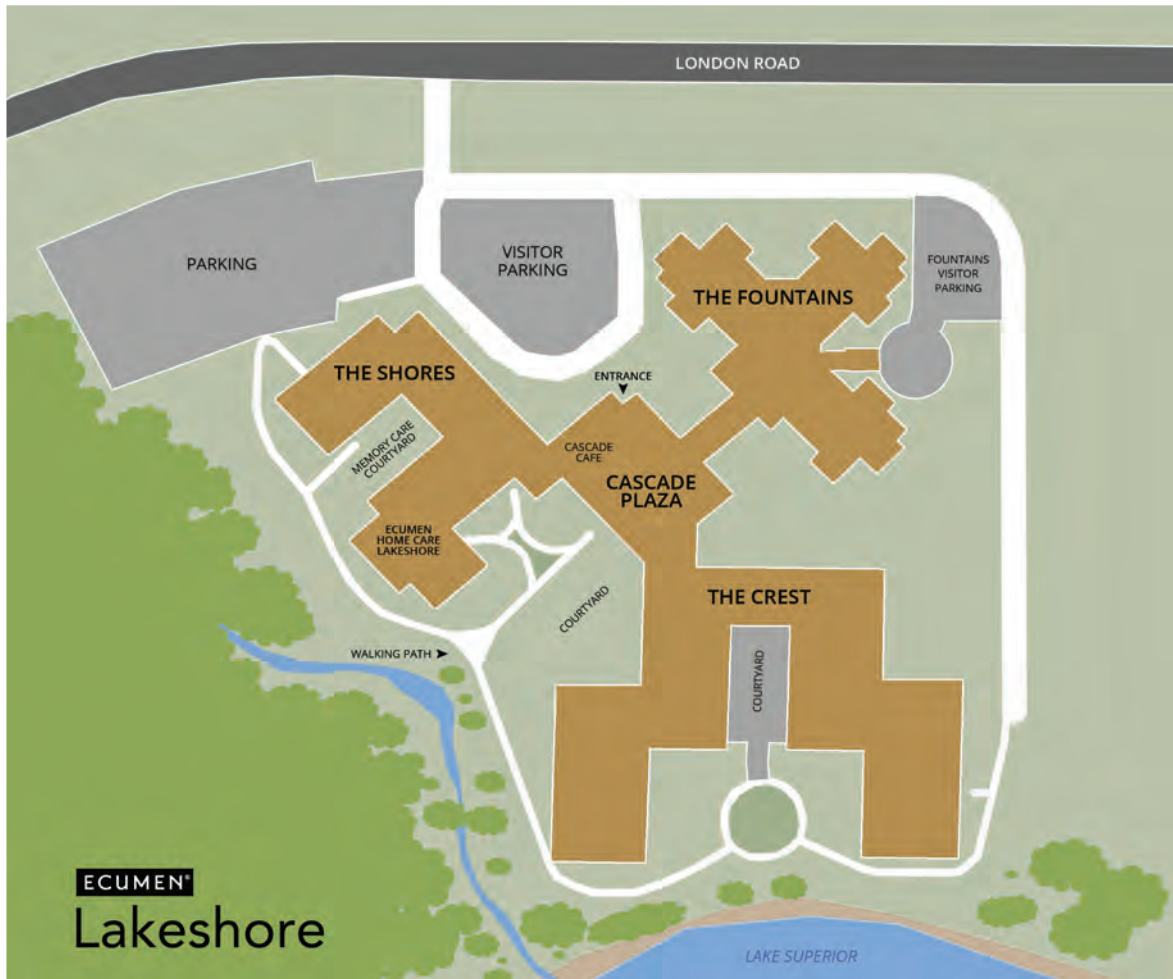 LONDON ROAD
PARKING
VISITOR
PARKING
THE FOUNTAINS
FOUNTAINS
VISITOR
PARKING
THE SHORES
ENTRANCE
MEMORY CARE
COURTYARD
CASCADE
CAFE
CASCADE
PLAZA
ECUMEN
HOME CARE
LAKESHORE
COURTYARD
THE CREST
WALKING PATH
COURTYARD
ECUMEN®
Lakeshore
LAKE SUPERIOR